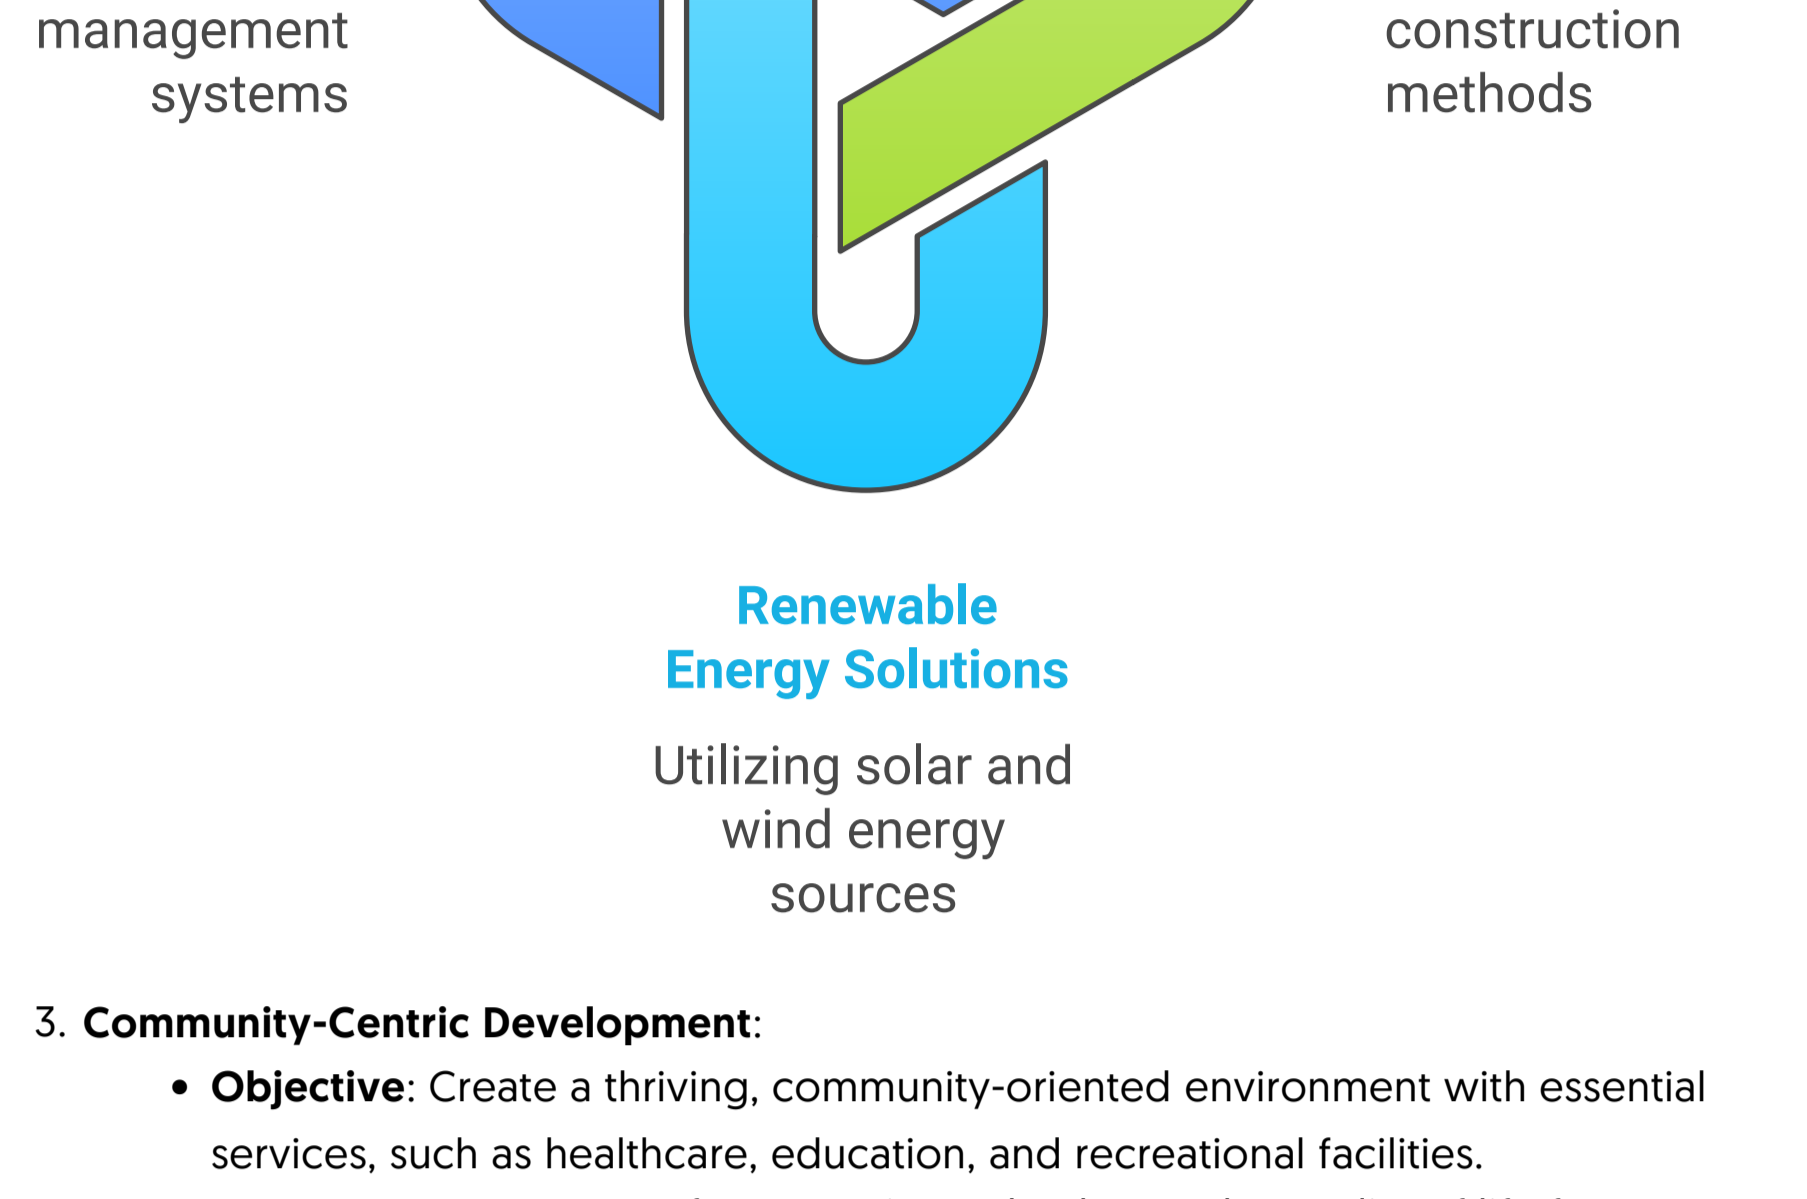 management
systems
construction
methods
Renewable
Energy Solutions
Utilizing solar and
wind energy
sources
3. Community-Centric Development:
• Objective: Create a thriving, community-oriented environment with essential
services, such as healthcare, education, and recreational facilities.